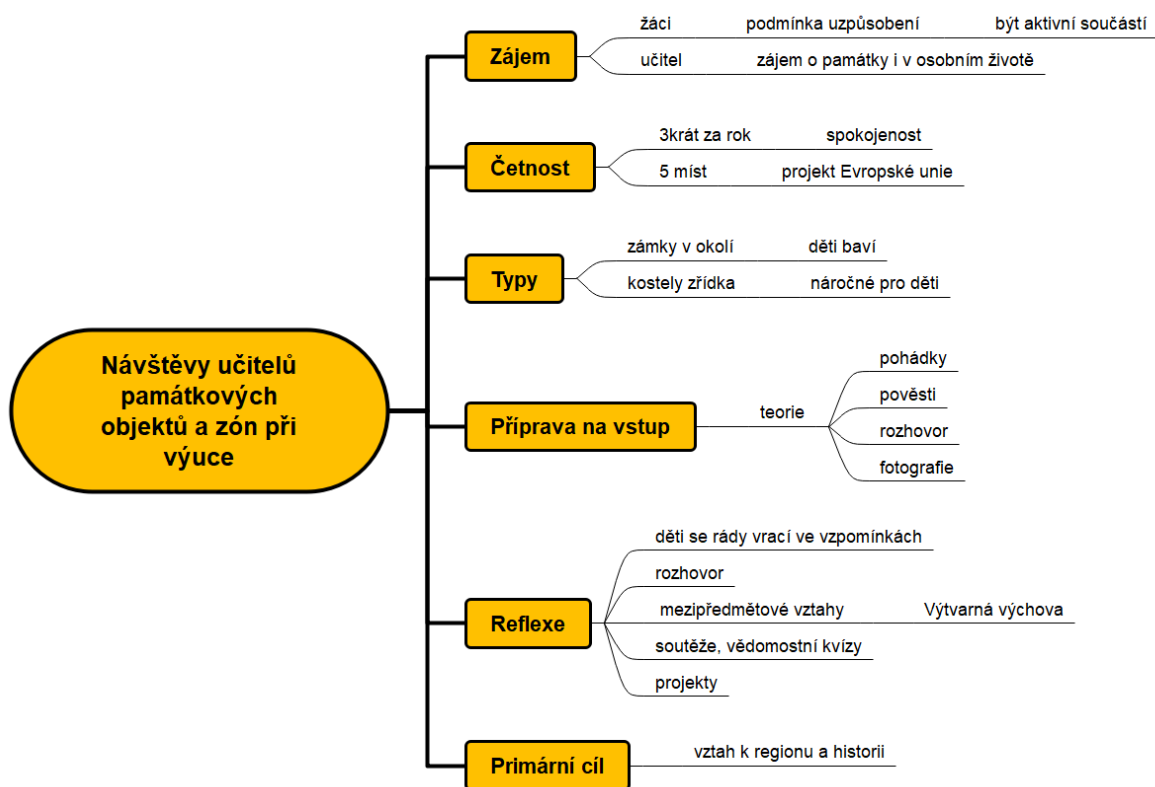 Návštěvy učitelů
památkových
objektů a zón při
výuce
Zájem
žáci
podmínka uzpůsobení
být aktivní součástí
učitel
zájem o památky i v osobním životě
Četnost
3krát za rok
spokojenost
5 míst
projekt Evropské unie
Typy
zámky v okolí
děti baví
kostely zřídka
náročné pro děti
Příprava na vstup
teorie
pohádky
pověsti
rozhovor
fotografie
Reflexe
děti se rády vrací ve vzpomínkách
rozhovor
mezipředmětové vztahy
Výtvarná výchova
soutěže, vědomostní kvízy
projekty
Primární cíl
vztah k regionu a historii